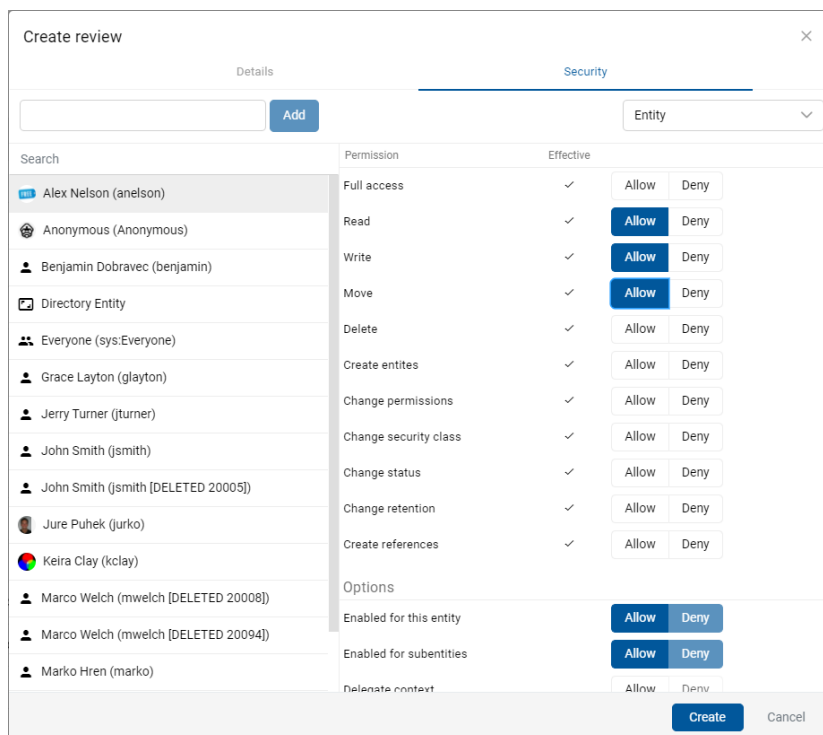 Create review
Details
Security
Add
Entity
Search
Alex Nelson (anelson)
Anonymous (Anonymous)
Benjamin Dobravec (benjamin)
Directory Entity
Everyone (sys:Everyone)
Grace Layton (glayton)
Jerry Turner (jturner)
John Smith (jsmith)
John Smith (jsmith [DELETED 20005])
Jure Puhek (jurko)
Keira Clay (kclay)
Marco Welch (mwelch [DELETED 20008])
Marco Welch (mwelch [DELETED 20094])
Marko Hren (marko)
Permission Effective
Full access Allow Deny
Read Allow Deny
Write Allow Deny
Move Allow Deny
Delete Allow Deny
Create entites Allow Deny
Change permissions Allow Deny
Change security class Allow Deny
Change status Allow Deny
Change retention Allow Deny
Create references Allow Deny
Options
Enabled for this entity Allow Deny
Enabled for subentities Allow Deny
Delegate context Allow Deny
Create Cancel